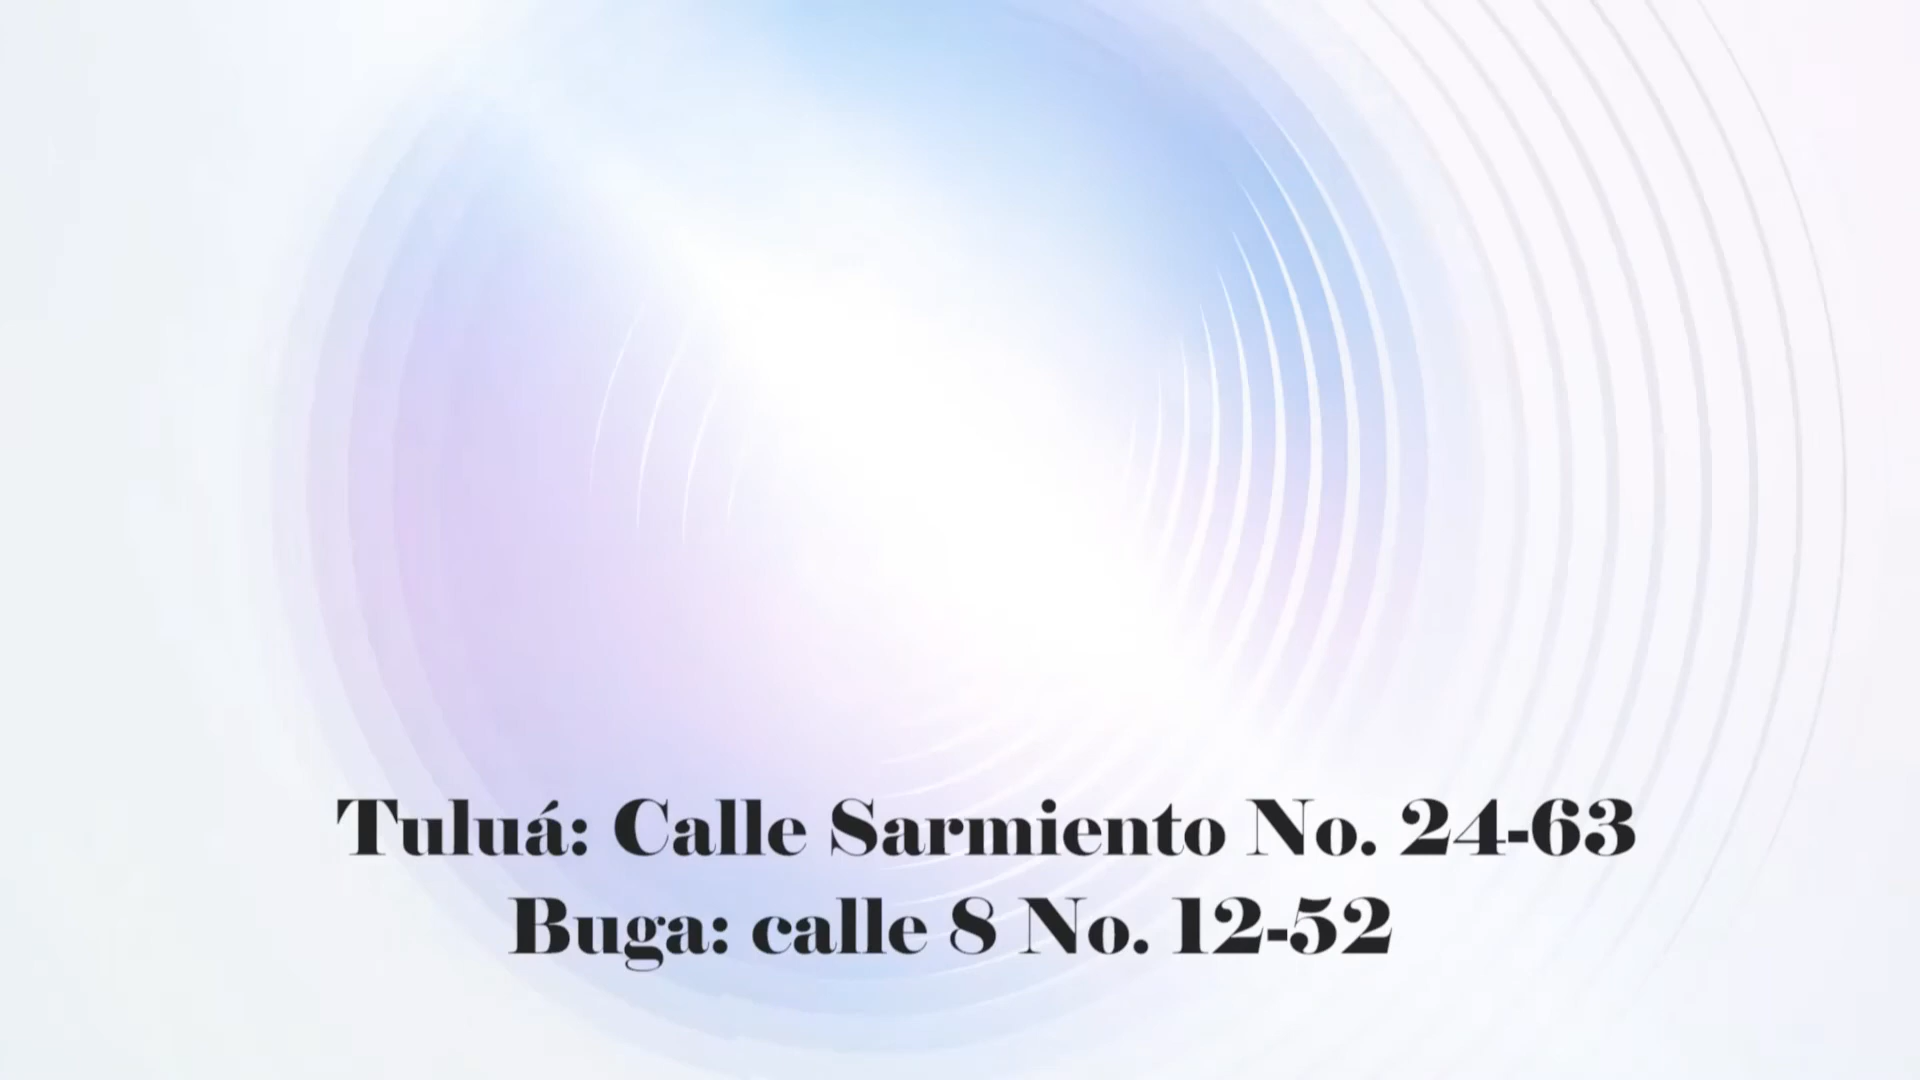 Tuluá: Calle Sarmiento No. 24-63
Buga: calle 8 No. 12-52